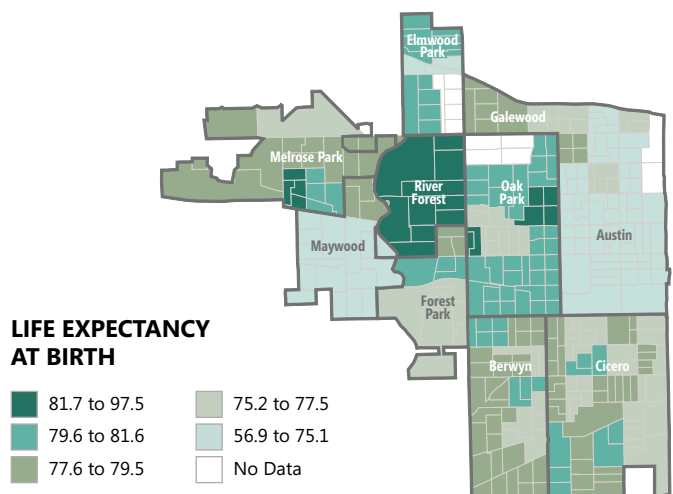 Elmwood
Park
Galewood
Melrose Park
River
Forest
Oak
Park
Maywood
Austin
Forest
Park
Berwyn
Cicero
LIFE EXPECTANCY
AT BIRTH
81.7 to 97.5
79.6 to 81.6
77.6 to 79.5
75.2 to 77.5
56.9 to 75.1
No Data